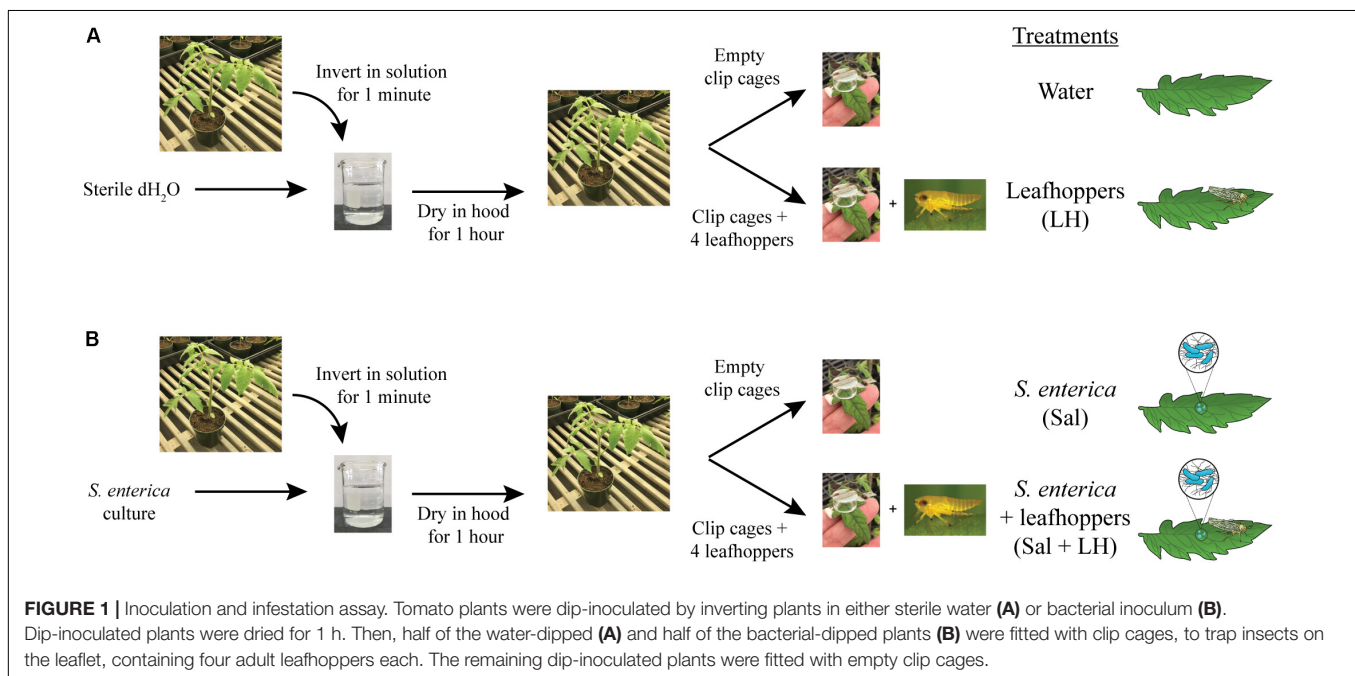 A
Invert in solution
for 1 minute
Sterile dH₂O
Dry in hood
for 1 hour
Empty
clip cages
Clip cages +
4 leafhoppers
+
Treatments
Water
Leafhoppers
(LH)
B
Invert in solution
for 1 minute
S. enterica
culture
Dry in hood
for 1 hour
Empty
clip cages
Clip cages +
4 leafhoppers
+
S. enterica
(Sal)
S. enterica
+ leafhoppers
(Sal + LH)
FIGURE 1 | Inoculation and infestation assay. Tomato plants were dip-inoculated by inverting plants in either sterile water (A) or bacterial inoculum (B).
Dip-inoculated plants were dried for 1 h. Then, half of the water-dipped (A) and half of the bacterial-dipped plants (B) were fitted with clip cages, to trap insects on
the leaflet, containing four adult leafhoppers each. The remaining dip-inoculated plants were fitted with empty clip cages.